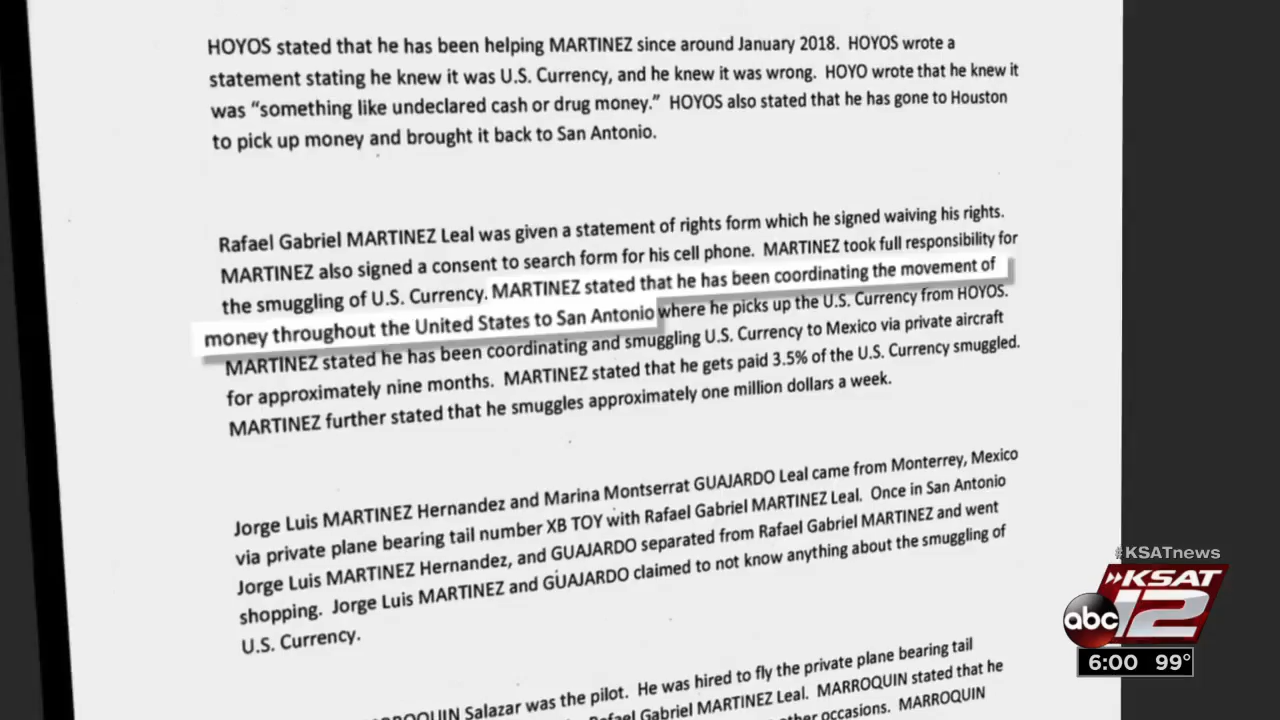 HOYOS stated that he has been helping MARTINEZ since around January 2018. HOYOS wrote a
statement stating he knew it was U.S. Currency, and he knew it was wrong. HOYO wrote that he knew it
was “something like undeclared cash or drug money.” HOYOS also stated that he has gone to Houston
to pick up money and brought it back to San Antonio.
Rafael Gabriel MARTINEZ Leal was given a statement of rights form which he signed waiving his rights.
MARTINEZ also signed a consent to search form for his cell phone. MARTINEZ took full responsibility for
the smuggling of U.S. Currency. MARTINEZ stated that he has been coordinating the movement of
money throughout the United States to San Antonio where he picks up the U.S. Currency from HOYOS.
MARTINEZ stated he has been coordinating and smuggling U.S. Currency to Mexico via private aircraft
for approximately nine months. MARTINEZ stated that he gets paid 3.5% of the U.S. Currency smuggled.
MARTINEZ further stated that he smuggles approximately one million dollars a week.
Jorge Luis MARTINEZ Hernandez and Marina Montserrat GUAJARDO Leal came from Monterrey, Mexico
via private plane bearing tail number XB TOY with Rafael Gabriel MARTINEZ Leal. Once in San Antonio
Jorge Luis MARTINEZ Hernandez, and GUAJARDO separated from Rafael Gabriel MARTINEZ and went
shopping. Jorge Luis MARTINEZ and GUAJARDO claimed to not know anything about the smuggling of
U.S. Currency.
Salazar was the pilot. He was hired to fly the private plane bearing tail
Rafael Gabriel MARTINEZ Leal. MARROQUIN stated that he
other occasions. MARROQUIN
#KSATnews
KSAT
abc 12
6:00 99°